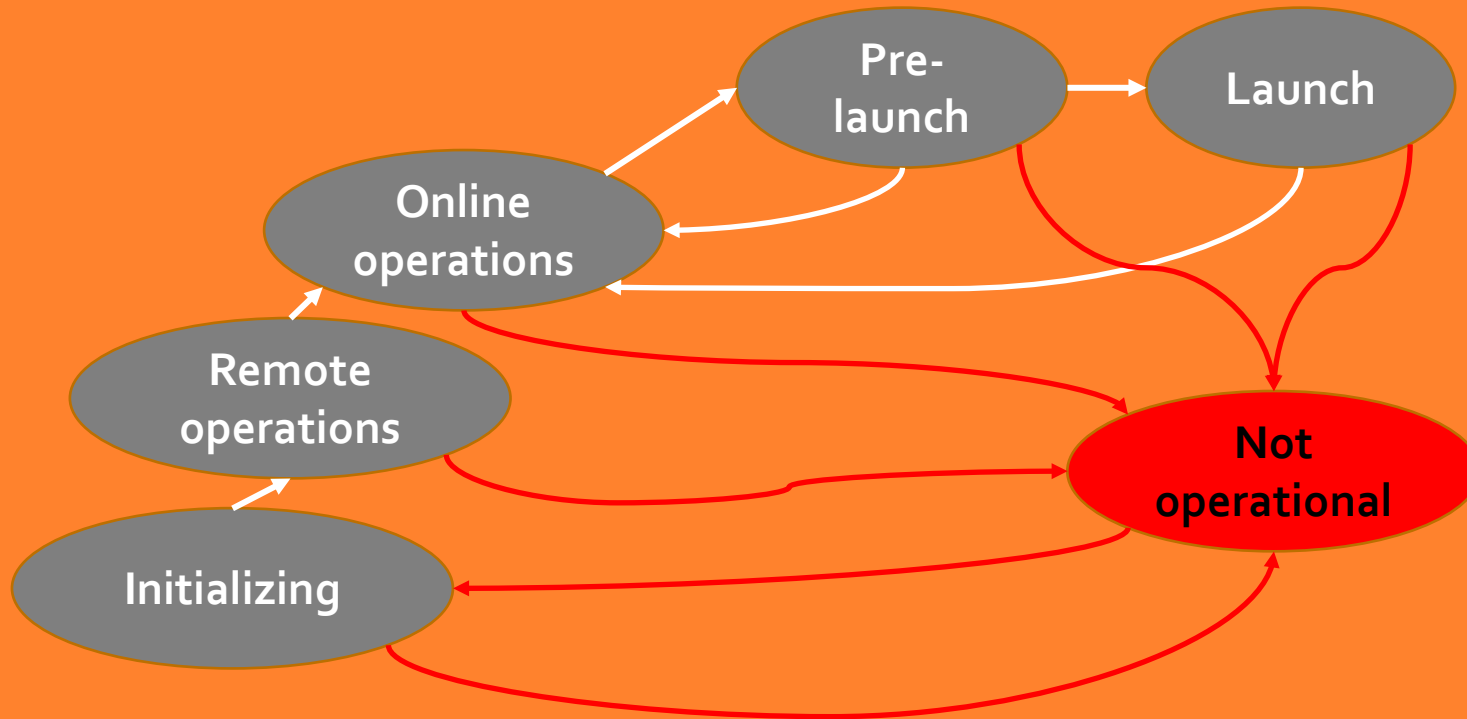 Pre-
launch
Launch
Online
operations
Remote
operations
Not
operational
Initializing